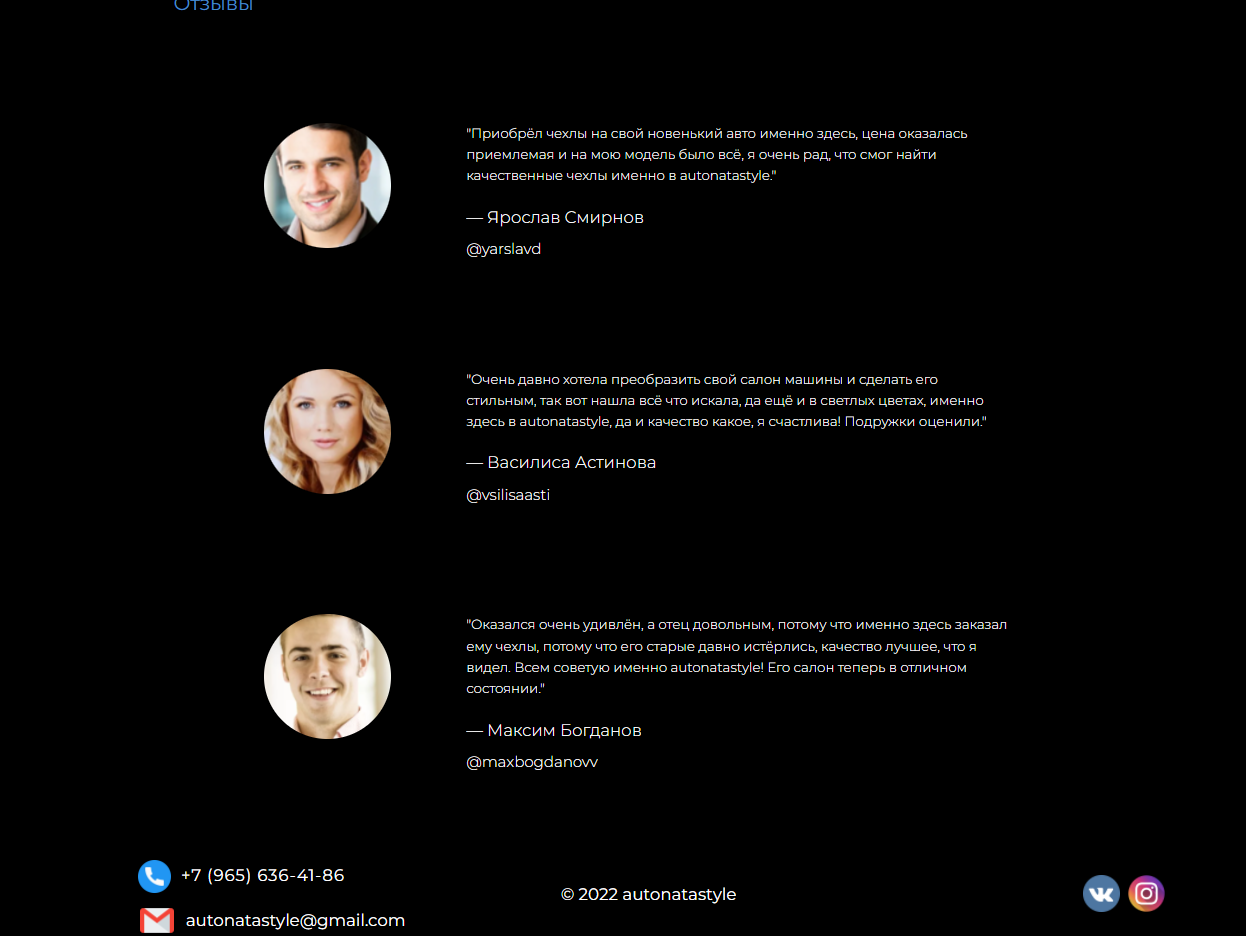 Отзывы
"Приобрёл чехлы на свой новенький авто именно здесь, цена оказалась
приемлемая и на мою модель было всё, я очень рад, что смог найти
качественные чехлы именно в autonatastyle."
— Ярослав Смирнов
@yarslavd
"Очень давно хотела преобразить свой салон машины и сделать его
стильным, так вот нашла всё что искала, да ещё и в светлых цветах, именно
здесь в autonatastyle, да и качество какое, я счастлива! Подружки оценили."
— Василиса Астинова
@vsilisaasti
"Оказался очень удивлён, а отец довольным, потому что именно здесь заказал
ему чехлы, потому что его старые давно истёрлись, качество лучшее, что я
видел. Всем советую именно autonatastyle! Его салон теперь в отличном
состоянии."
— Максим Богданов
@maxbogdanovv
+7 (965) 636-41-86
© 2022 autonatastyle
autonatastyle@gmail.com